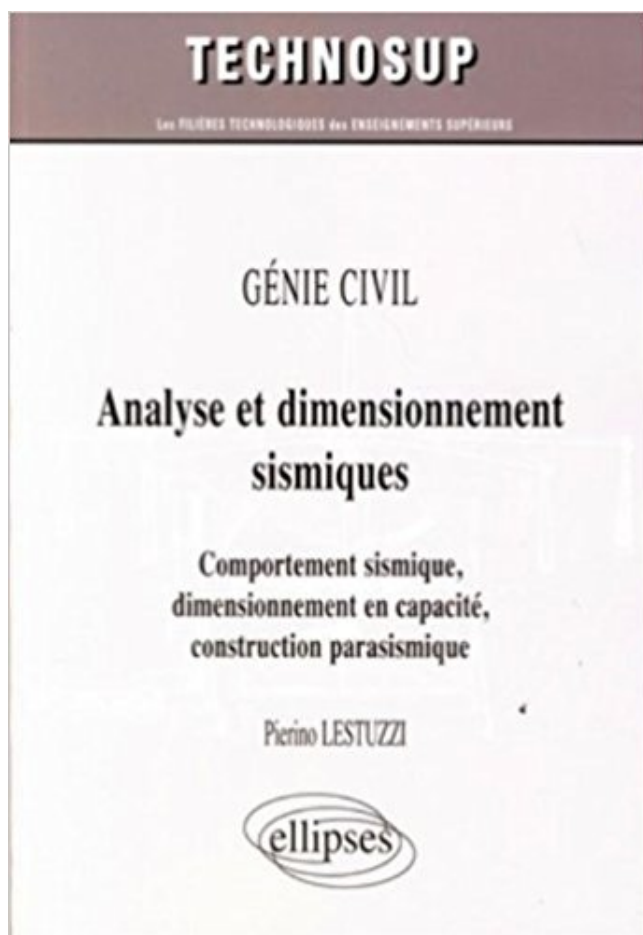 TECHNOSUP
Les FILIÈRES TECHNOLOGIQUES des ENSEIGNEMENTS SUPÉRIEURS
GÉNIE CIVIL
Analyse et dimensionnement
sismiques
Comportement sismique,
dimensionnement en capacité,
construction parasismique
Pierino LESTUZZI
ellipses